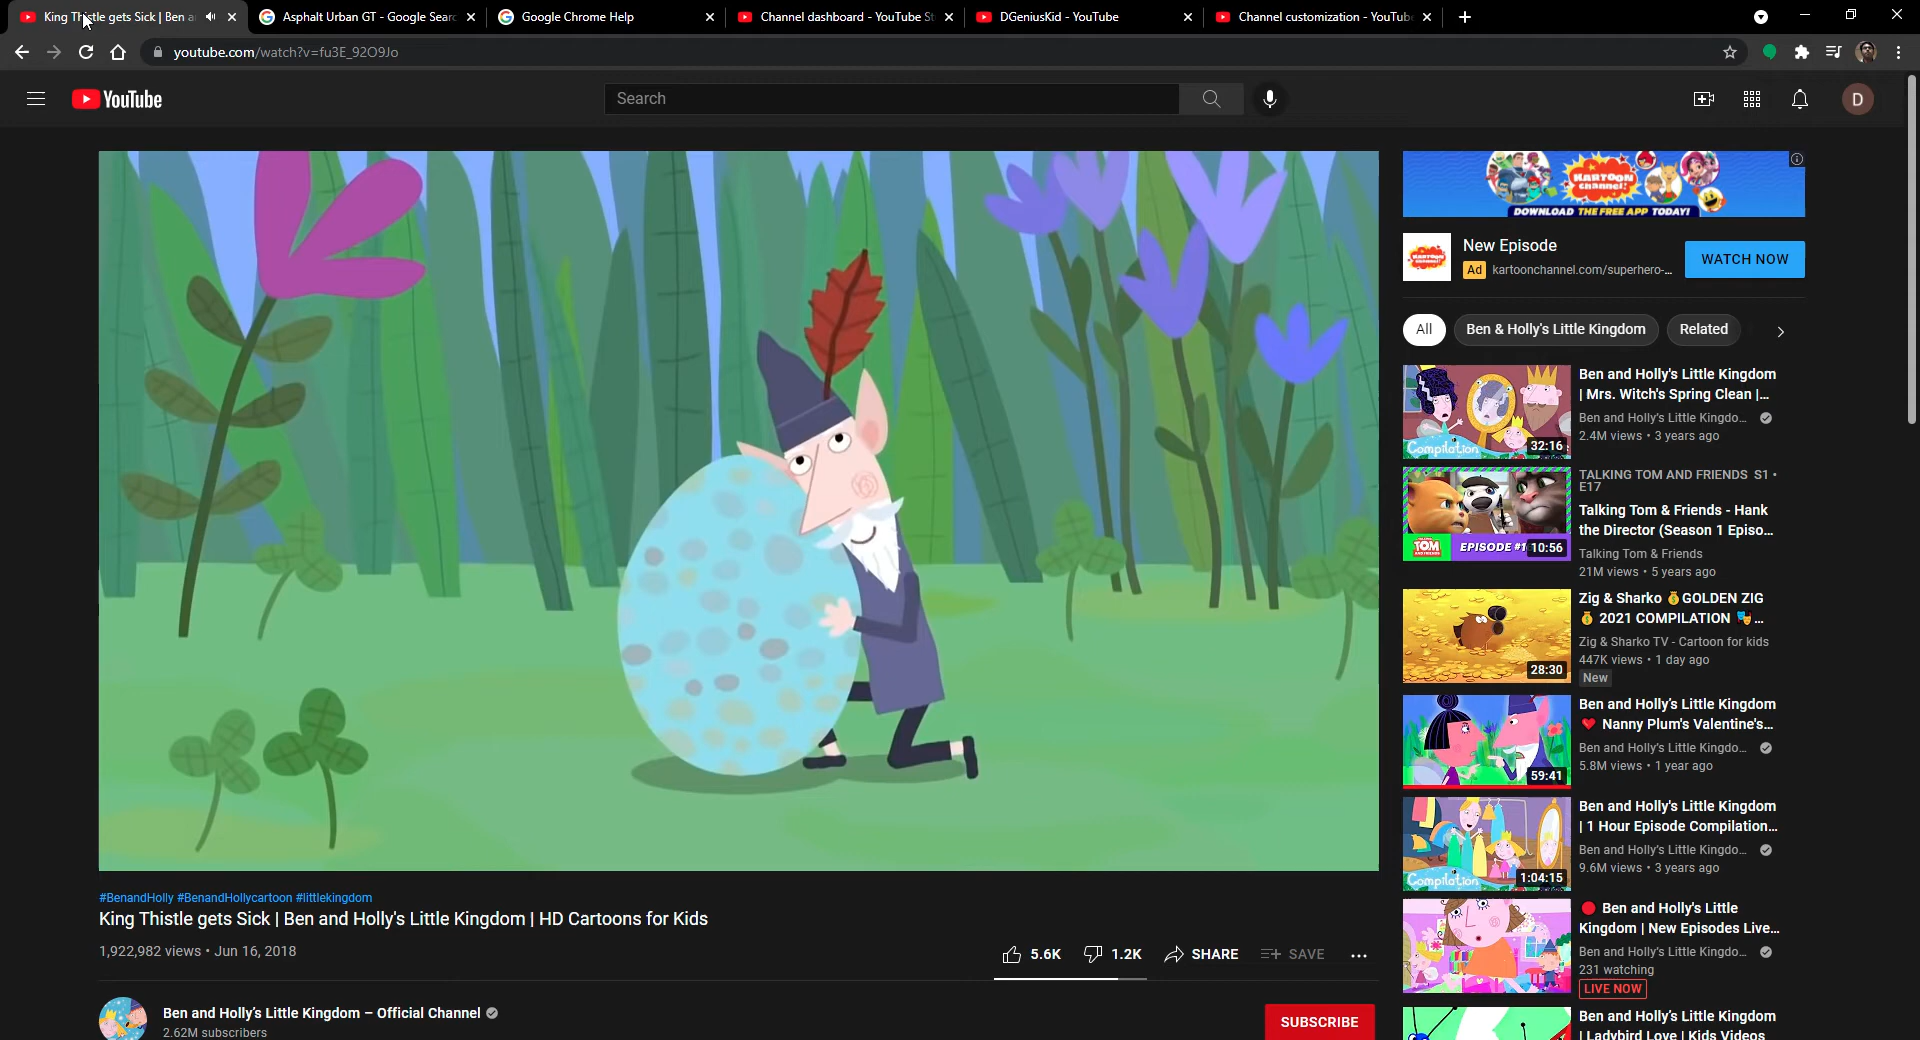 King Thistle gets Sick | Ben a
Asphalt Urban GT - Google Searc
Google Chrome Help
Channel dashboard - YouTube St
DGeniusKid - YouTube
Channel customization - YouTub
youtube.com/watch?v=fu3E_92O9Jo
YouTube
Search
D
KARTOON
Channel!
DOWNLOAD THE FREE APP TODAY!
New Episode
Ad kartoonchannel.com/superhero-...
WATCH NOW
All
Ben & Holly's Little Kingdom
Related
Ben and Holly's Little Kingdom
| Mrs. Witch's Spring Clean |...
Ben and Holly's Little Kingdo...
2.4M views • 3 years ago
Compilation
32:16
TALKING TOM AND FRIENDS S1 •
E17
Talking Tom & Friends - Hank
the Director (Season 1 Episo...
Talking Tom & Friends
21M views • 5 years ago
TOM
EPISODE #1
10:56
Zig & Sharko 💰GOLDEN ZIG
💰 2021 COMPILATION 🎭...
Zig & Sharko TV - Cartoon for kids
447K views • 1 day ago
New
28:30
Ben and Holly's Little Kingdom
❤️ Nanny Plum's Valentine's...
Ben and Holly's Little Kingdo...
5.8M views • 1 year ago
59:41
Ben and Holly's Little Kingdom
| 1 Hour Episode Compilation...
Ben and Holly's Little Kingdo...
9.6M views • 3 years ago
Compilation
1:04:15
🔴 Ben and Holly's Little
Kingdom | New Episodes Live...
Ben and Holly's Little Kingdo...
231 watching
LIVE NOW
Ben and Holly's Little Kingdom
| Ladybird Love | Kids Videos
#BenandHolly #BenandHollycartoon #littlekingdom
King Thistle gets Sick | Ben and Holly's Little Kingdom | HD Cartoons for Kids
1,922,982 views • Jun 16, 2018
5.6K
1.2K
SHARE
SAVE
Ben and Holly's Little Kingdom – Official Channel
2.62M subscribers
SUBSCRIBE